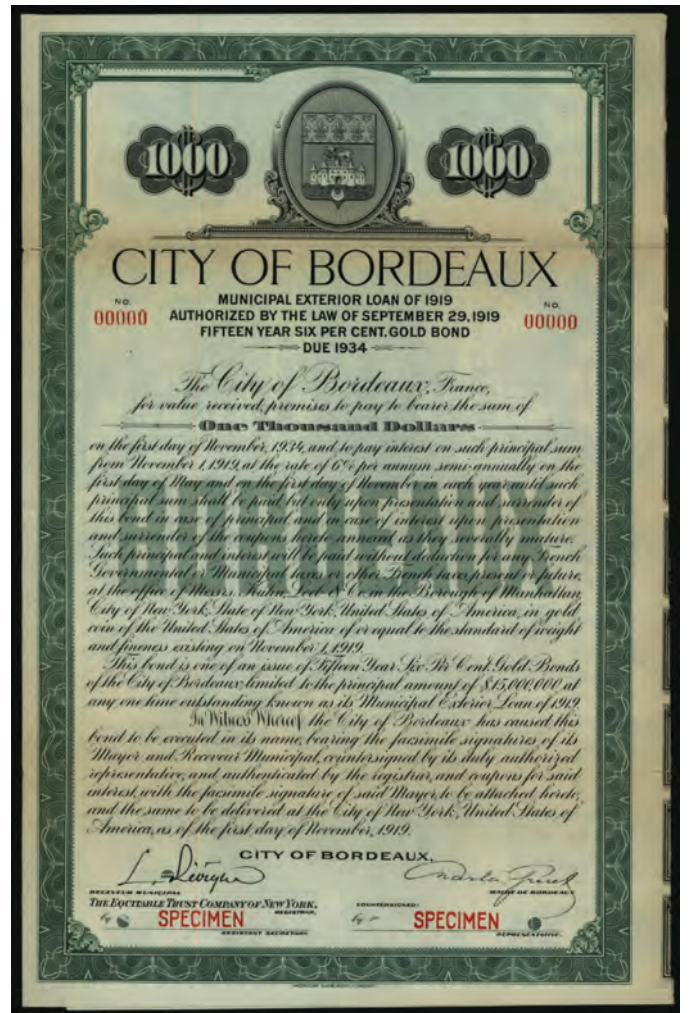 1000 1000
CITY OF BORDEAUX
MUNICIPAL EXTERIOR LOAN OF 1919
NO. 00000 AUTHORIZED BY THE LAW OF SEPTEMBER 29, 1919 NO. 00000
FIFTEEN YEAR SIX PER CENT. GOLD BOND
DUE 1934
The City of Bordeaux, France,
for value received, promises to pay to bearer the sum of
One Thousand Dollars
on the first day of November, 1934, and to pay interest on such principal sum
from November 1, 1919, at the rate of 6% per annum semi-annually on the
first day of May and on the first day of November in each year until such
principal sum shall be paid, but only upon presentation and surrender of
this bond in case of principal, and in case of interest upon presentation
and surrender of the coupons hereto annexed as they severally mature.
Such principal and interest will be paid without deduction for any French
Governmental or Municipal taxes or other French taxes, present or future,
at the office of Messrs. Kuhn, Loeb & Co. in the Borough of Manhattan,
City of New York, State of New York, United States of America, in gold
coin of the United States of America of or equal to the standard of weight
and fineness existing on November 1, 1919.
This bond is one of an issue of Fifteen Year Six Per Cent. Gold Bonds
of the City of Bordeaux limited to the principal amount of $15,000,000 at
any one time outstanding known as its Municipal Exterior Loan of 1919.
In Witness Whereof the City of Bordeaux has caused this
bond to be executed in its name, bearing the facsimile signatures of its
Mayor and Receveur Municipal, countersigned by its duly authorized
representative, and authenticated by the registrar, and coupons for said
interest, with the facsimile signature of said Mayor, to be attached hereto,
and the same to be delivered at the City of New York, United States of
America, as of the first day of November, 1919.
CITY OF BORDEAUX,
RECEVEUR MUNICIPAL MAIRE DE BORDEAUX
THE EQUITABLE TRUST COMPANY OF NEW YORK, COUNTERSIGNED:
REGISTRAR,
By SPECIMEN By SPECIMEN
ASSISTANT SECRETARY REPRESENTATIVE.
AMERICAN BANK NOTE COMPANY